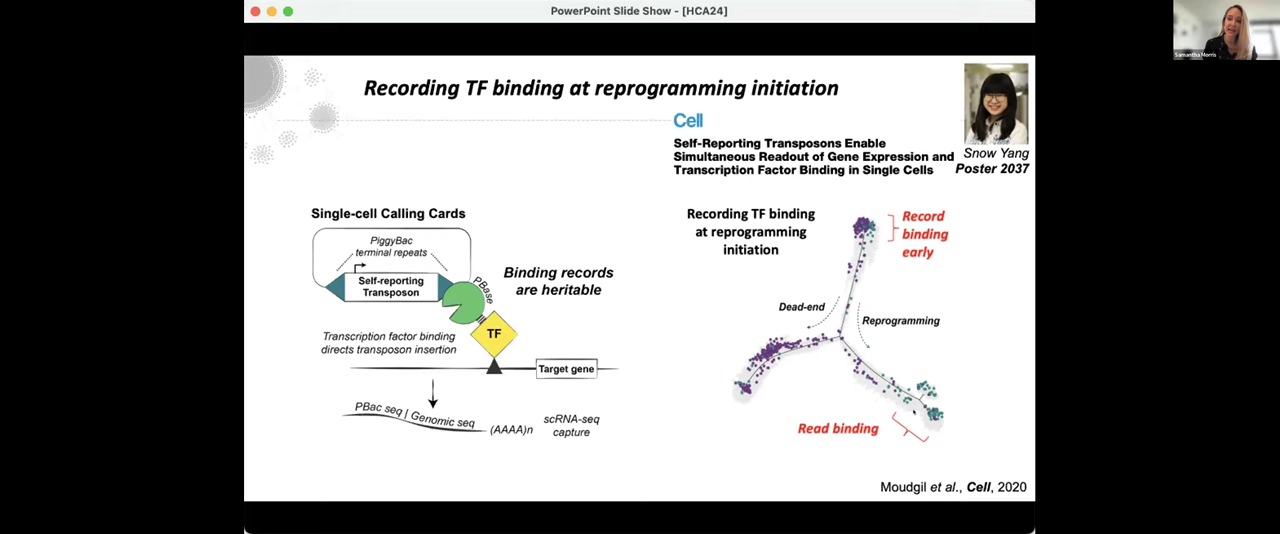 PowerPoint Slide Show - [HCA24]
Samantha Morris
Recording TF binding at reprogramming initiation
Cell
Self-Reporting Transposons Enable
Simultaneous Readout of Gene Expression and
Transcription Factor Binding in Single Cells
Snow Yang
Poster 2037
Single-cell Calling Cards
PiggyBac
terminal repeats
Self-reporting
Transposon
PBase
TF
Binding records
are heritable
Transcription factor binding
directs transposon insertion
Target gene
PBac seq | Genomic seq
(AAAA)n
scRNA-seq
capture
Recording TF binding
at reprogramming
initiation
Record
binding
early
Dead-end
Reprogramming
Read binding
Moudgil et al., Cell, 2020